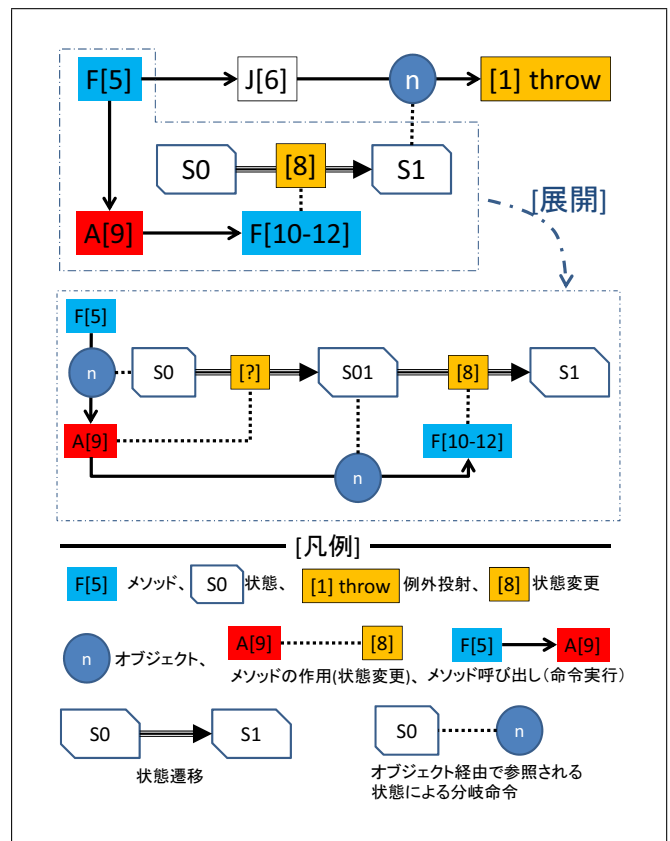 F[5]
J[6]
n
[1] throw
S0
[8]
S1
[展開]
A[9]
F[10-12]
F[5]
n
S0
[?]
S01
[8]
S1
A[9]
F[10-12]
n
[凡例]
F[5] メソッド、 S0 状態、 [1] throw 例外投射、 [8] 状態変更
n オブジェクト、 A[9] [8] F[5] A[9]
メソッドの作用(状態変更)、メソッド呼び出し(命令実行)
S0 S1 S0 n
状態遷移
オブジェクト経由で参照される
状態による分岐命令